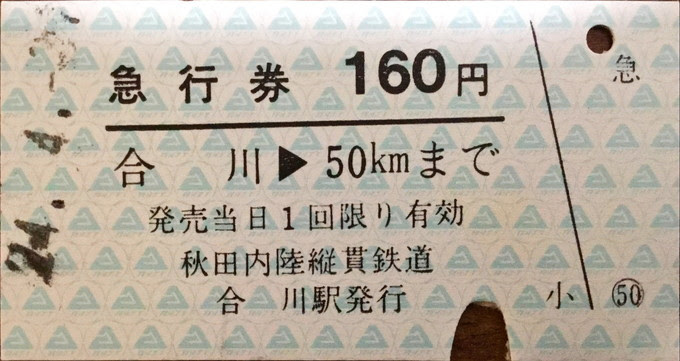 急行券 160円
合川▶50kmまで
発売当日1回限り有効
秋田内陸縦貫鉄道
合川駅発行
小
急
㊿
24.-4.-